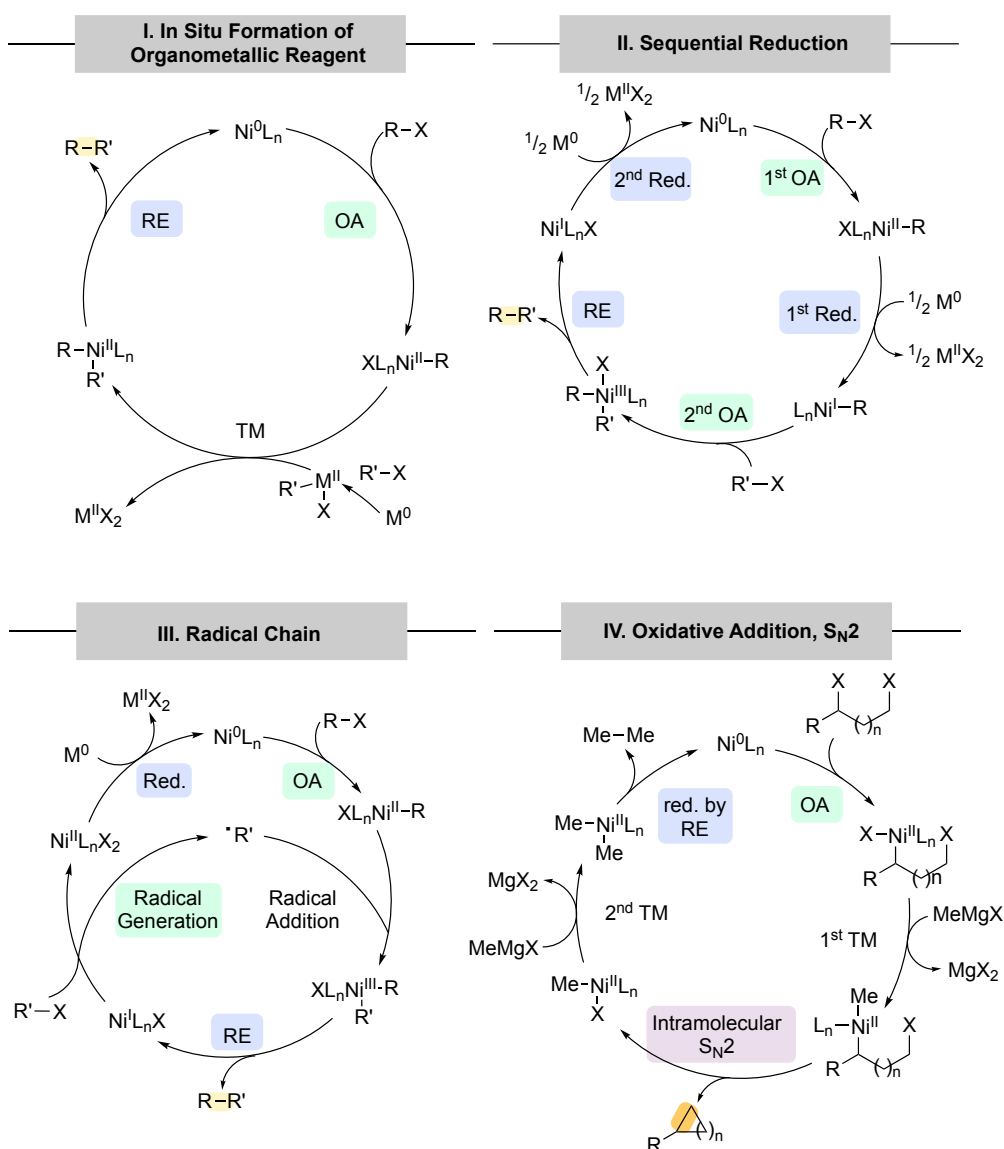 I. In Situ Formation of
Organometallic Reagent
Ni⁰Lₙ
R−X
R−R'
RE
OA
R−NiᴵᴵLₙ
R'
XLₙNiᴵᴵ−R
TM
R'−X
Mᴵᴵ
R'
X
MᴵᴵX₂
M⁰
II. Sequential Reduction
¹/₂ MᴵᴵX₂
Ni⁰Lₙ
R−X
¹/₂ M⁰
2ⁿᵈ Red.
1ˢᵗ OA
NiᴵLₙX
XLₙNiᴵᴵ−R
R−R'
RE
1ˢᵗ Red.
¹/₂ M⁰
¹/₂ MᴵᴵX₂
X
R−NiᴵᴵᴵLₙ
R'
2ⁿᵈ OA
LₙNiᴵ−R
R'−X
III. Radical Chain
MᴵᴵX₂
Ni⁰Lₙ
R−X
M⁰
Red.
OA
XLₙNiᴵᴵ−R
NiᴵᴵLₙX₂
•R'
Radical
Generation
Radical
Addition
R'−X
NiᴵLₙX
XLₙNiᴵᴵᴵ−R
R'
RE
R−R'
IV. Oxidative Addition, Sₙ2
X X
R ( )n
Me−Me
Ni⁰Lₙ
red. by
RE
OA
Me−NiᴵᴵLₙ
Me
X−NiᴵᴵLₙ X
R ( )n
MgX₂
2ⁿᵈ TM
MeMgX
1ˢᵗ TM
MeMgX
MgX₂
Me−NiᴵᴵLₙ
X
Intramolecular
Sₙ2
Me
Lₙ−Niᴵᴵ X
R ( )n
R ( )n